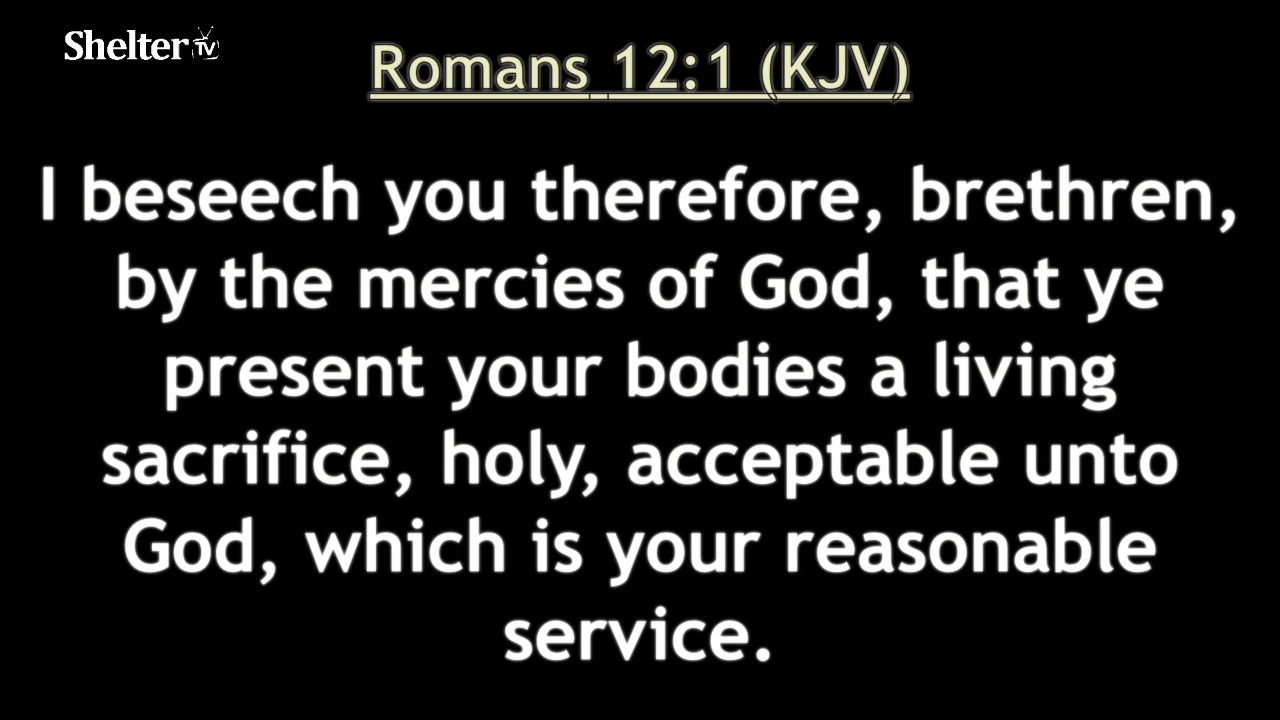 Shelter TV
Romans 12:1 (KJV)
I beseech you therefore, brethren,
by the mercies of God, that ye
present your bodies a living
sacrifice, holy, acceptable unto
God, which is your reasonable
service.